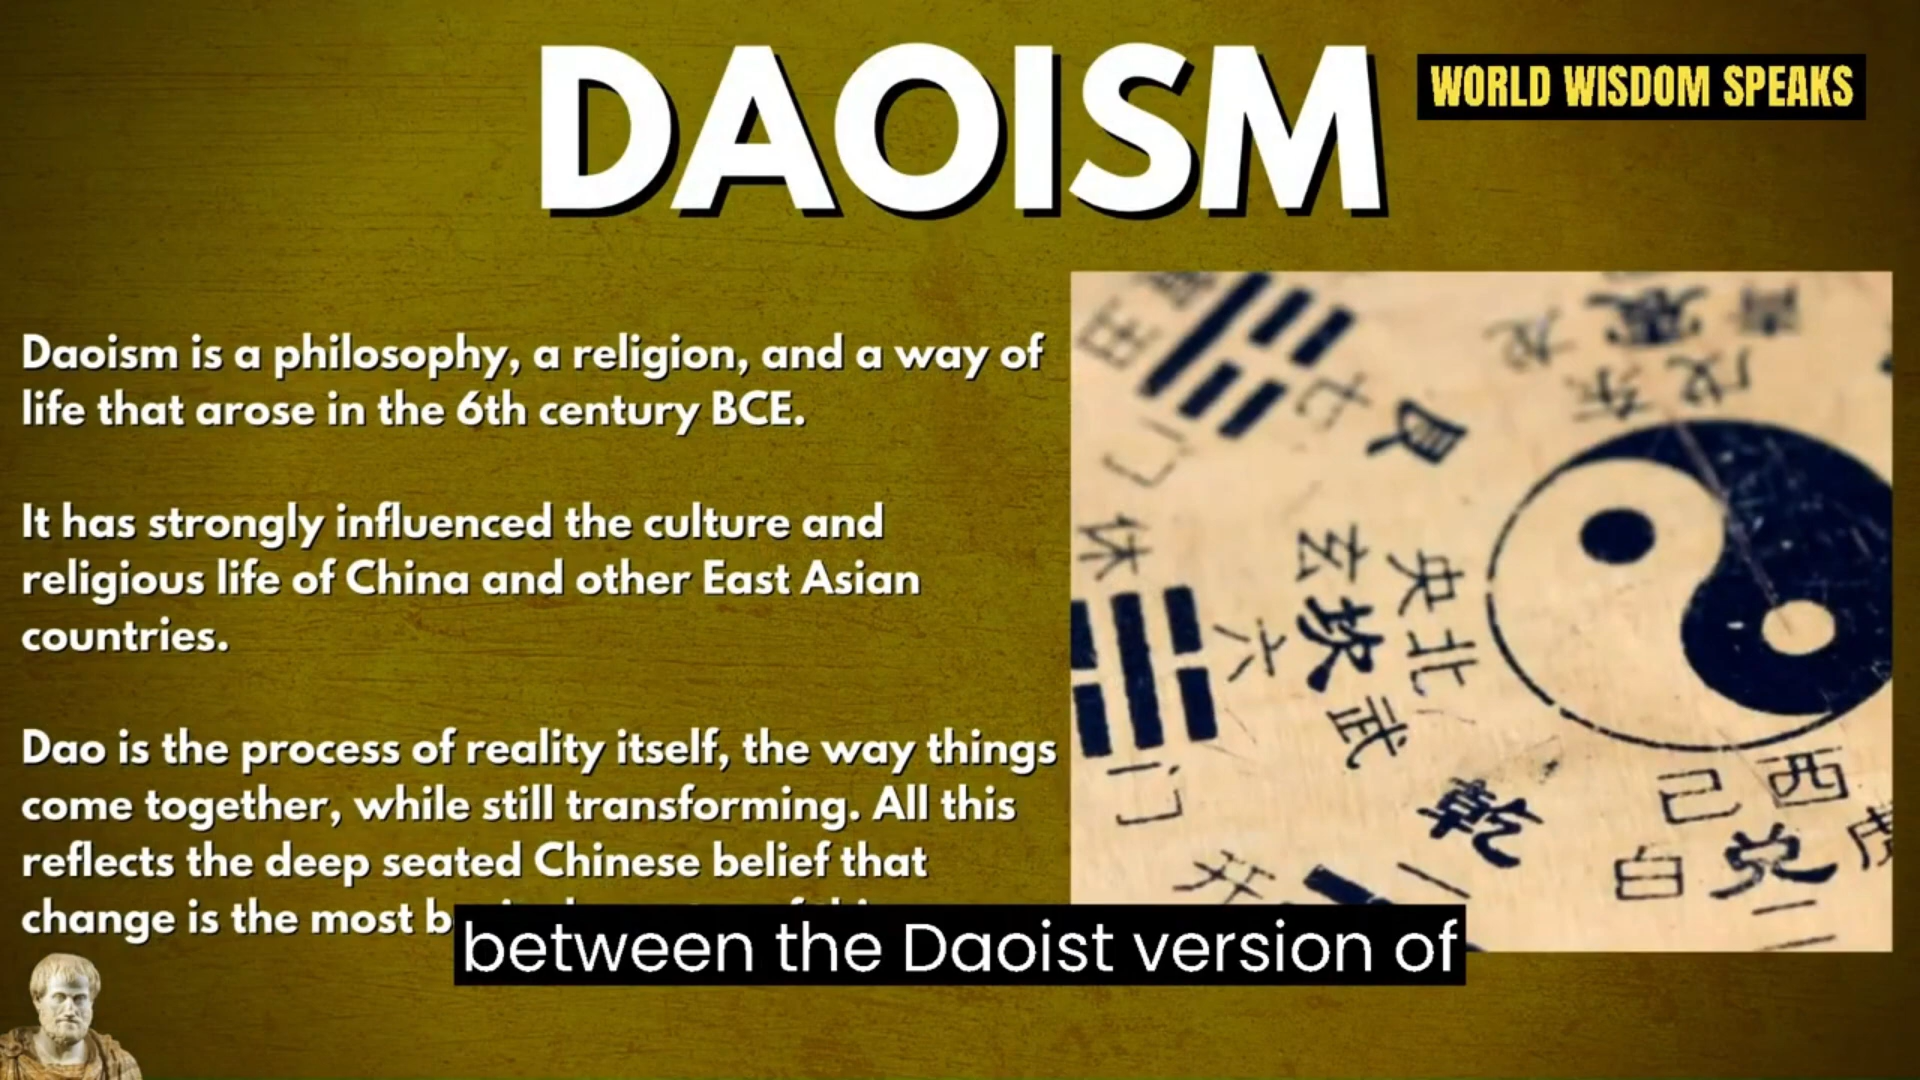 DAOISM
WORLD WISDOM SPEAKS
Daoism is a philosophy, a religion, and a way of
life that arose in the 6th century BCE.
It has strongly influenced the culture and
religious life of China and other East Asian
countries.
Dao is the process of reality itself, the way things
come together, while still transforming. All this
reflects the deep seated Chinese belief that
change is the most
between the Daoist version of
七
艮
休
六
玄
坎
武
央
北
乾
己
西
白
兑
虎